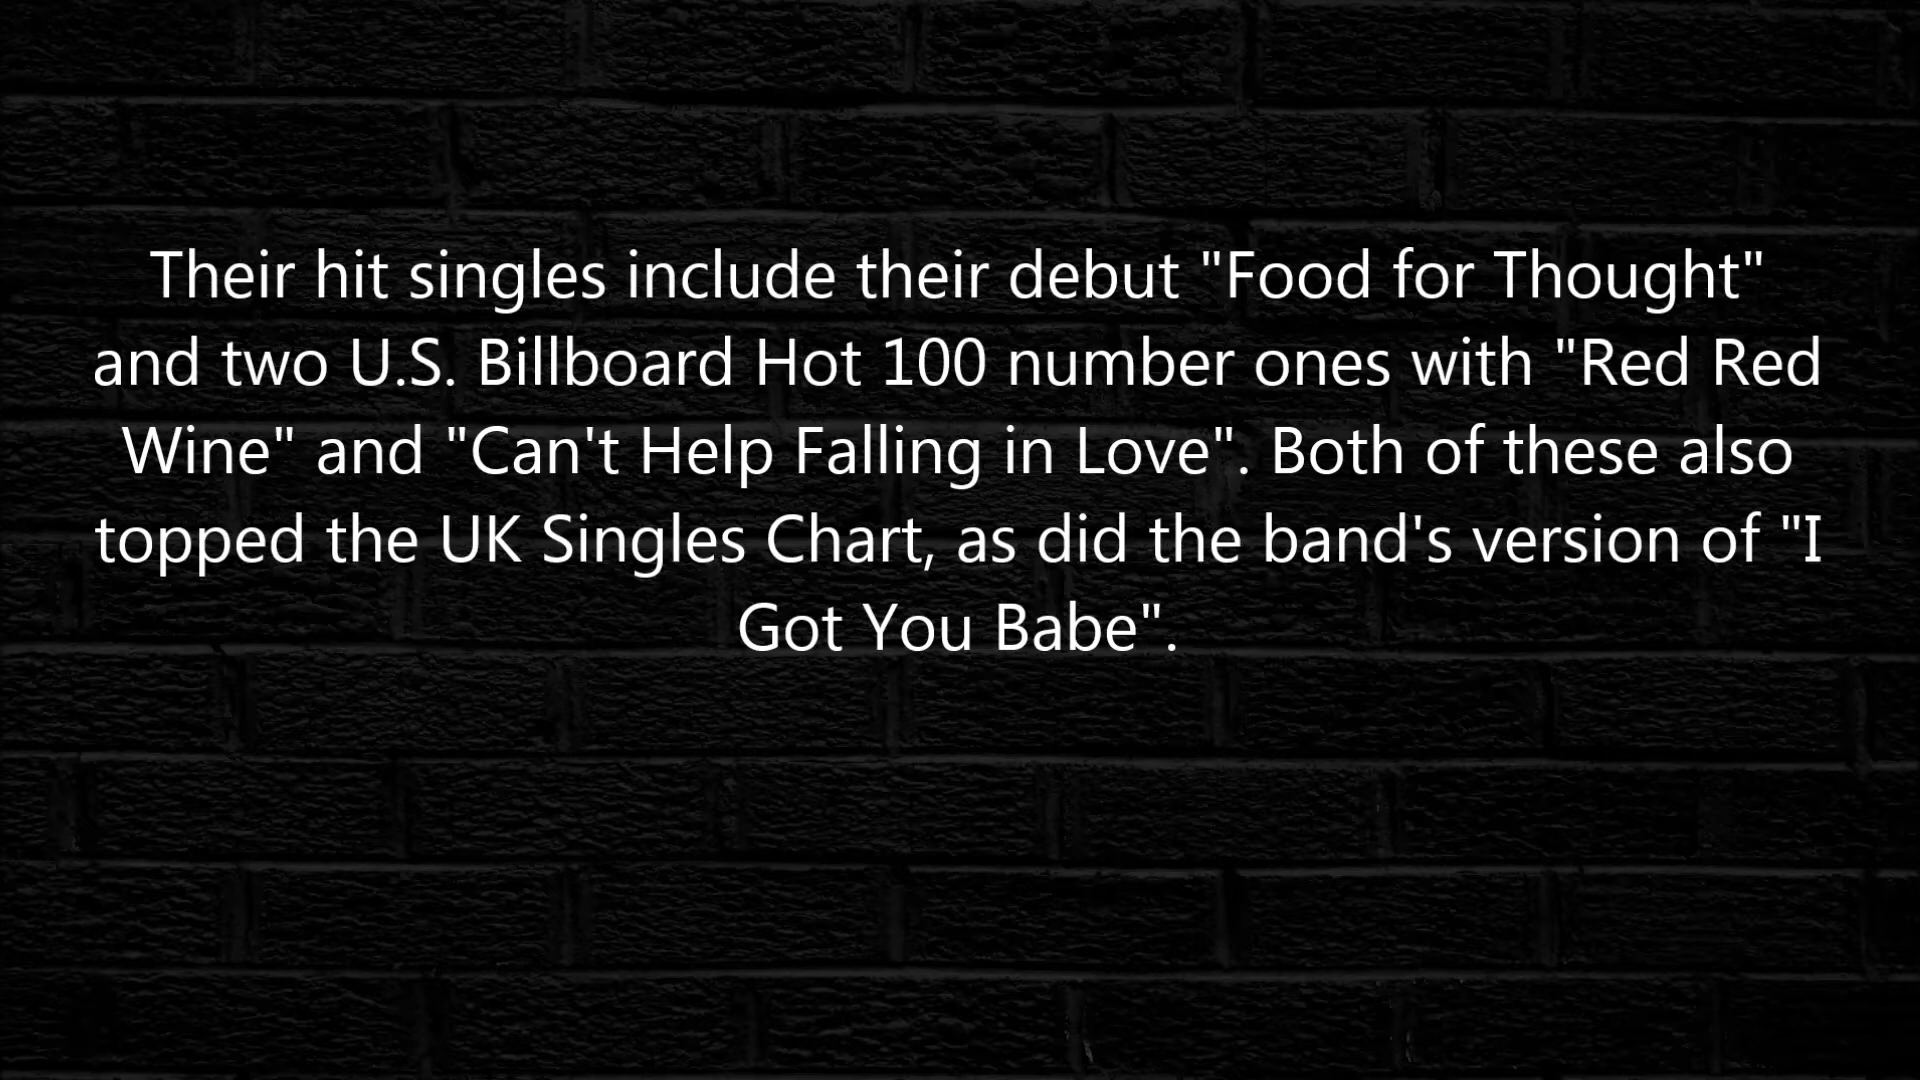 Their hit singles include their debut "Food for Thought"
and two U.S. Billboard Hot 100 number ones with "Red Red
Wine" and "Can't Help Falling in Love". Both of these also
topped the UK Singles Chart, as did the band's version of "I
Got You Babe".